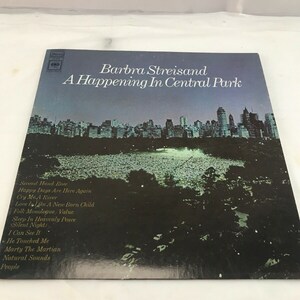 Barbra Streisand
A Happening In Central Park
Second Hand Rose
Happy Days Are Here Again
Cry Me A River
Love Is Like A New Born Child
Folk Monologue / Value
Sleep In Heavenly Peace
(Silent Night)
I Can See It
He Touched Me
Marty The Martian
Natural Sounds
People